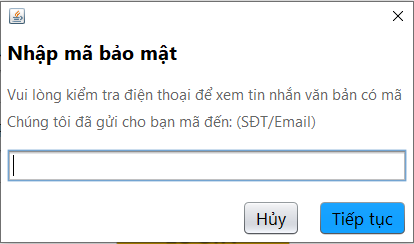 Nhập mã bảo mật
Vui lòng kiểm tra điện thoại để xem tin nhắn văn bản có mã
Chúng tôi đã gửi cho bạn mã đến: (SĐT/Email)
Hủy
Tiếp tục